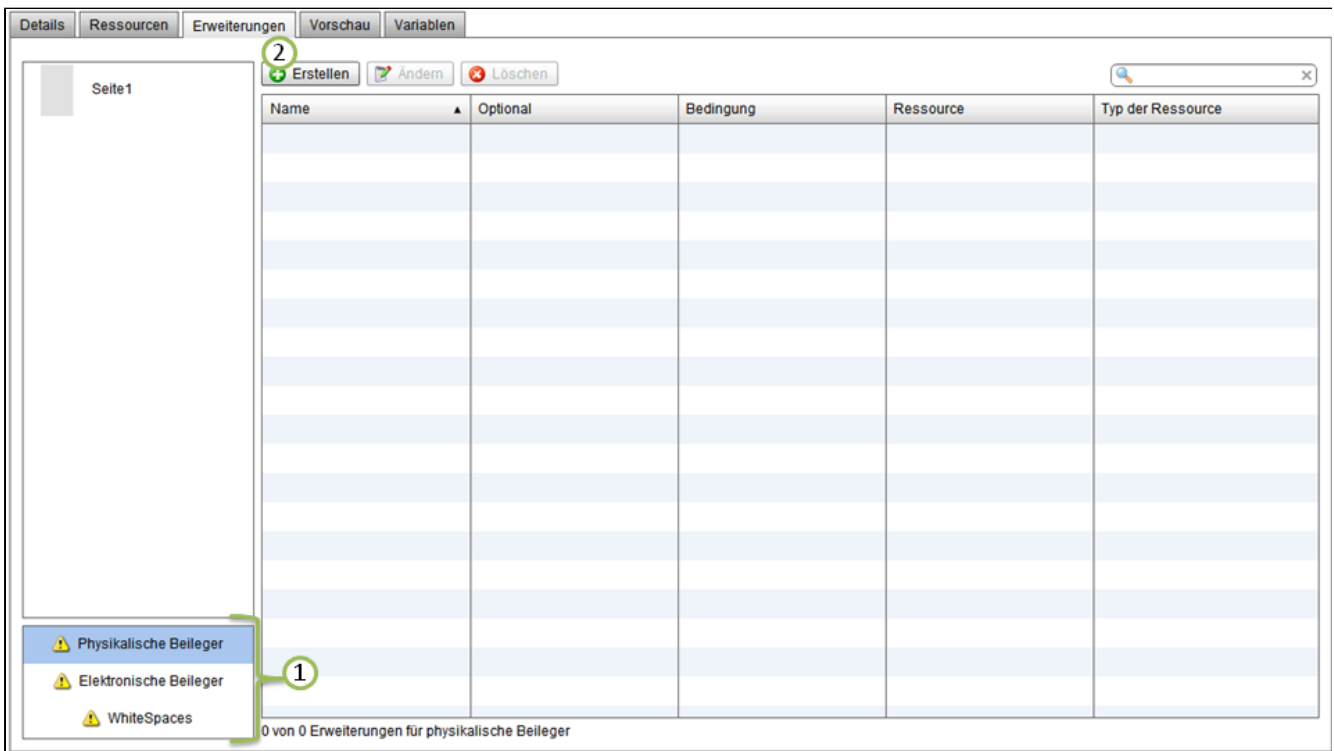 Details Ressourcen Erweiterungen Vorschau Variablen
2
Erstellen Ändern Löschen
Seite1
Name Optional Bedingung Ressource Typ der Ressource
Physikalische Beileger
Elektronische Beileger
1
WhiteSpaces
0 von 0 Erweiterungen für physikalische Beileger